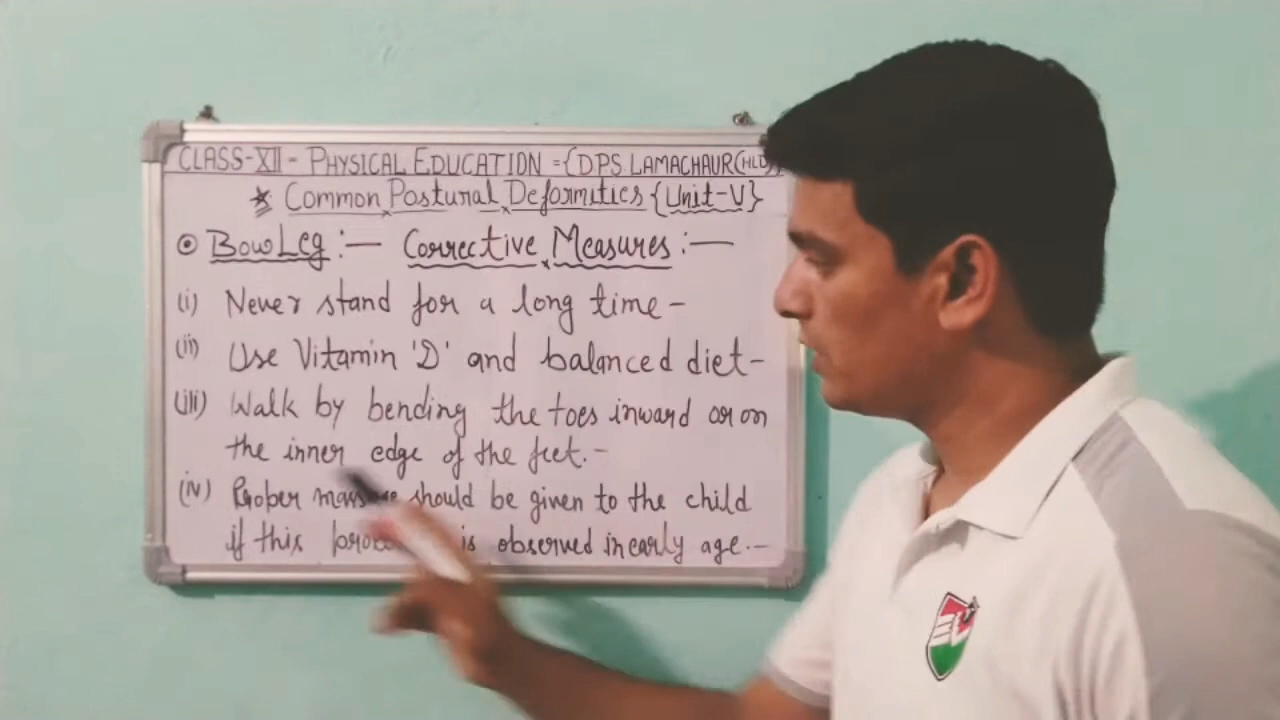 CLASS-XII - PHYSICAL EDUCATION = {DPS. LAMACHAUR (HLD)
* Common Postural Deformities {Unit-V}
⊙ Bow Leg :— Corrective Measures :—
(i) Never stand for a long time -
(ii) Use Vitamin 'D' and balanced diet-
(iii) Walk by bending the toes inward or on
the inner edge of the feet.-
(iv) Proper should be given to the child
if this is observed in early age.-